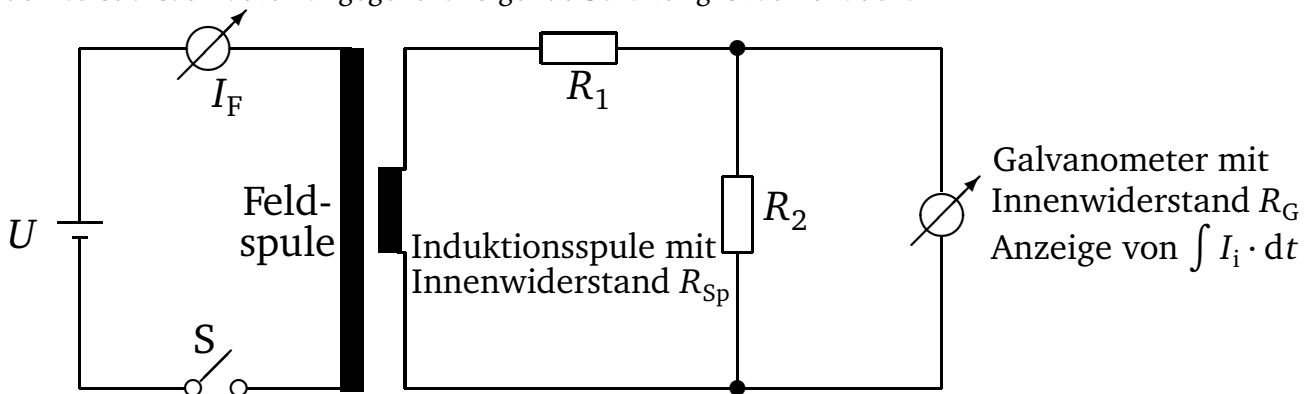 I_F
R_1
Galvanometer mit
Innenwiderstand R_G
Anzeige von ∫ I_i · dt
U
Feld-
spule
R_2
Induktionsspule mit
Innenwiderstand R_Sp
S